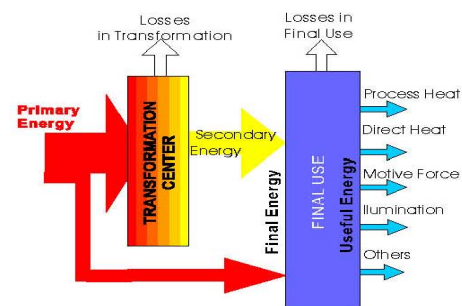 Losses
in Transformation
Losses in
Final Use
Primary
Energy
TRANSFORMATION
CENTER
Secondary
Energy
Final Energy
FINAL USE
Useful Energy
Process Heat
Direct Heat
Motive Force
Ilumination
Others